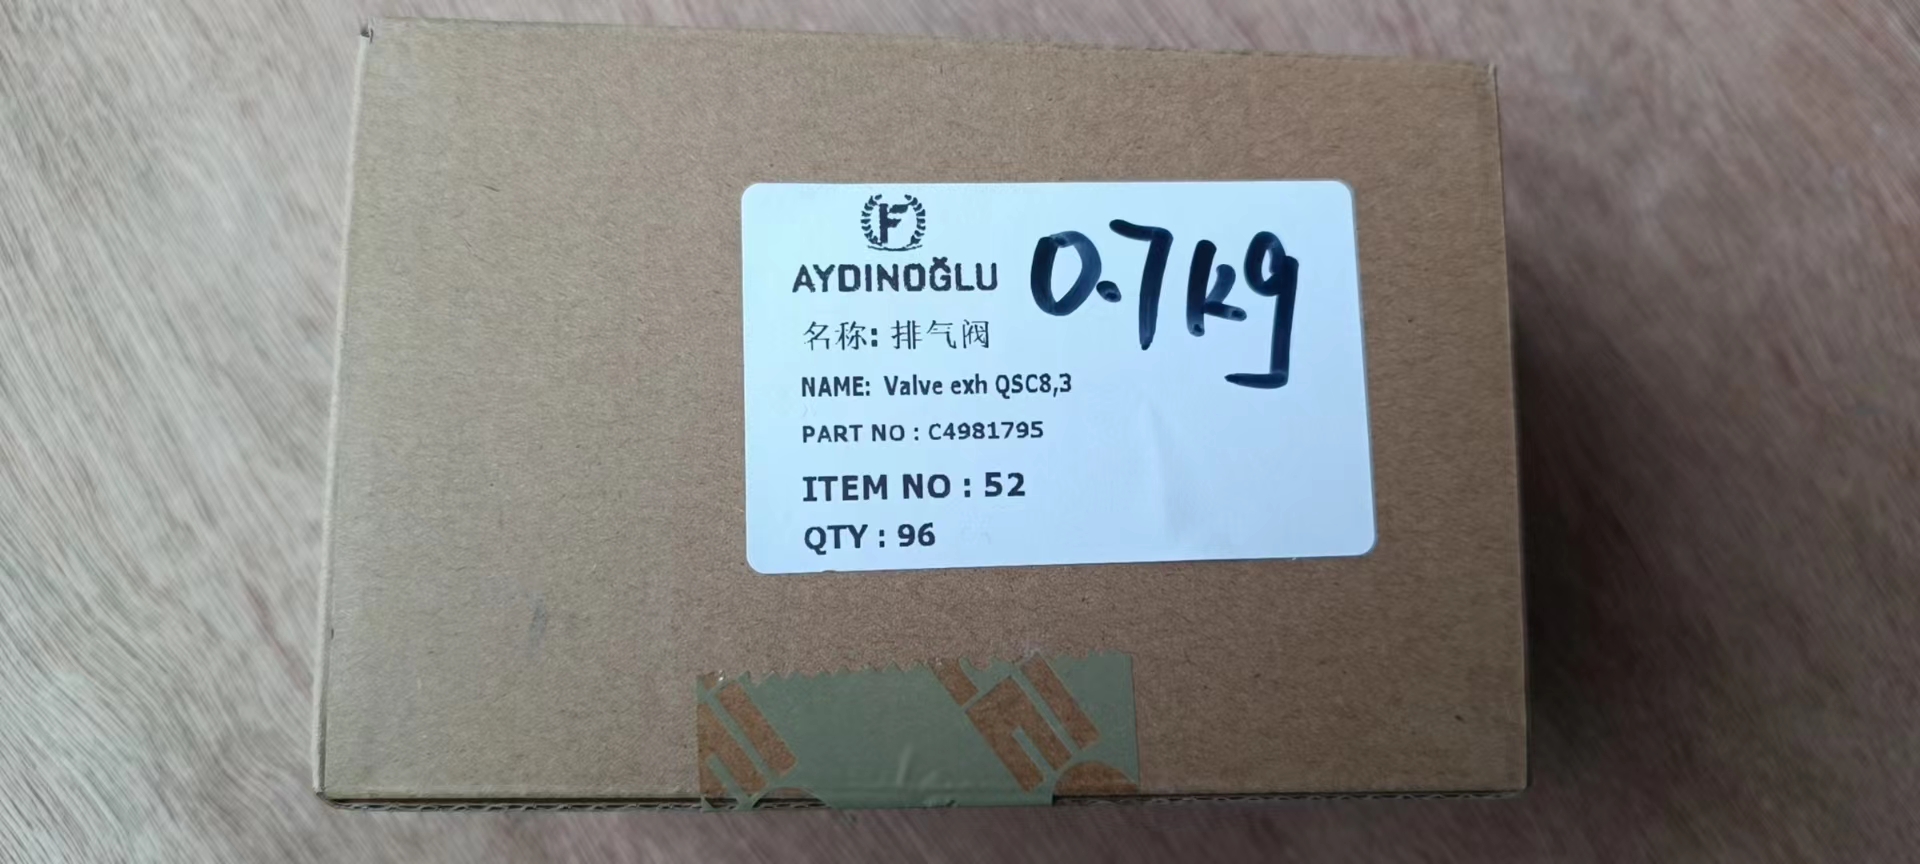 F
AYDINOĞLU
0.7kg
名称: 排气阀
NAME: Valve exh QSC8,3
PART NO : C4981795
ITEM NO : 52
QTY : 96